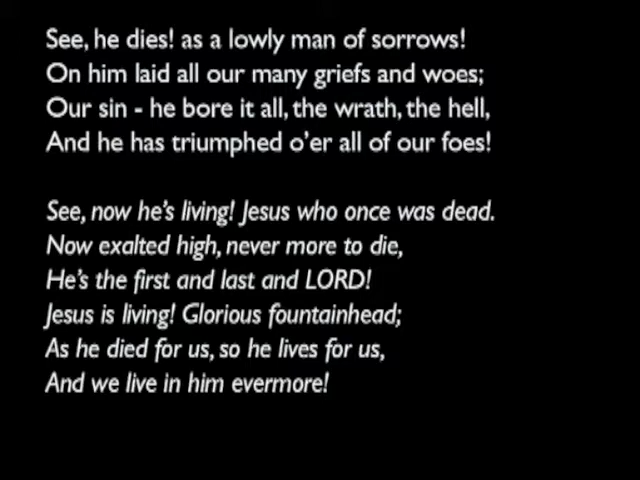 See, he dies! as a lowly man of sorrows!
On him laid all our many griefs and woes;
Our sin - he bore it all, the wrath, the hell,
And he has triumphed o'er all of our foes!
See, now he's living! Jesus who once was dead.
Now exalted high, never more to die,
He's the first and last and LORD!
Jesus is living! Glorious fountainhead;
As he died for us, so he lives for us,
And we live in him evermore!